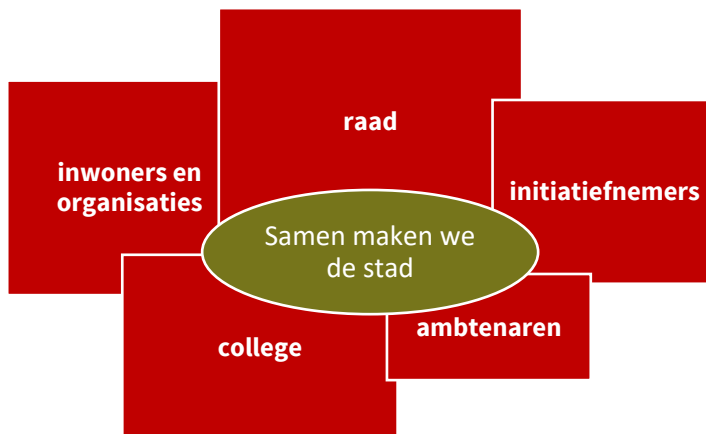 raad
inwoners en
organisaties
initiatiefnemers
Samen maken we
de stad
ambtenaren
college